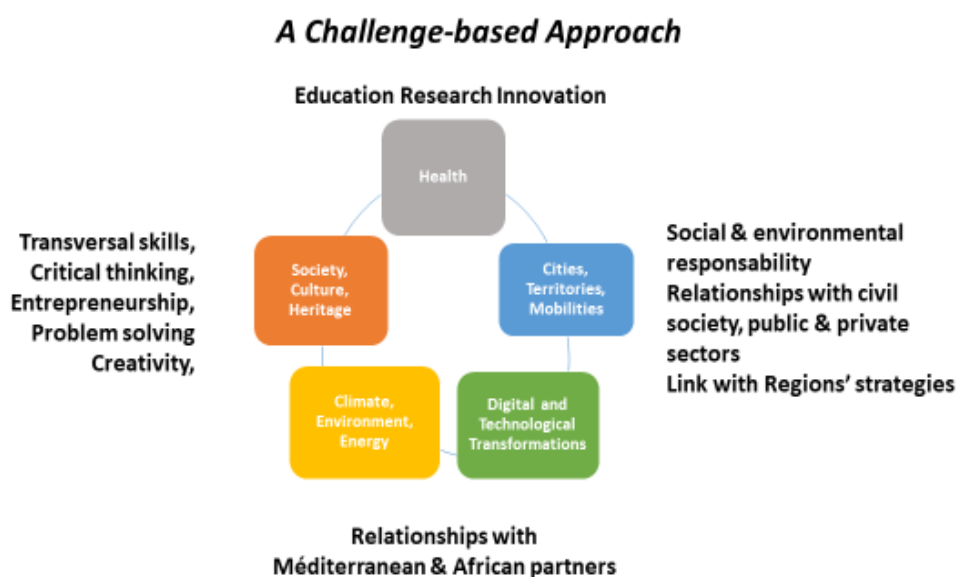 A Challenge-based Approach
Education Research Innovation
Health
Transversal skills,
Critical thinking,
Entrepreneurship,
Problem solving
Creativity,
Society,
Culture,
Heritage
Cities,
Territories,
Mobilities
Social & environmental
responsability
Relationships with civil
society, public & private
sectors
Link with Regions' strategies
Climate,
Environment,
Energy
Digital and
Technological
Transformations
Relationships with
Méditerranean & African partners